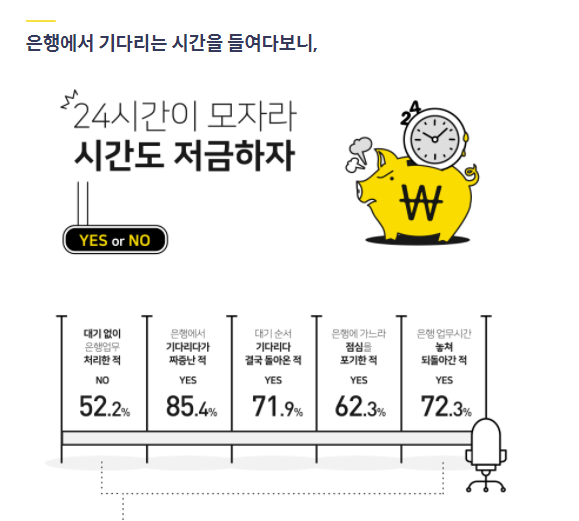 은행에서 기다리는 시간을 들여다보니,
24시간이 모자라
시간도 저금하자
24
₩
YES or NO
대기 없이
은행업무
처리한 적
NO
52.2%
은행에서
기다리다가
짜증난 적
YES
85.4%
대기 순서
기다리다
결국 돌아온 적
YES
71.9%
은행에 가느라
점심을
포기한 적
YES
62.3%
은행 업무시간
놓쳐
되돌아간 적
YES
72.3%